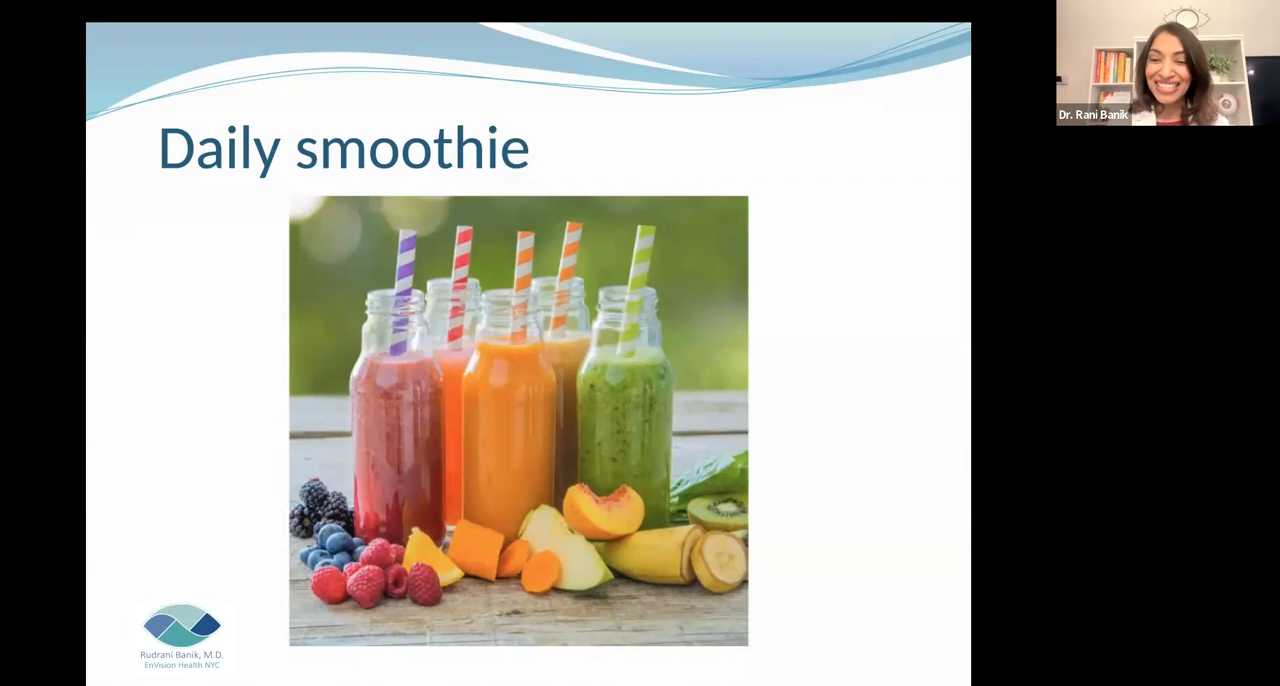 Daily smoothie
Dr. Rani Banik
Rudrani Banik, M.D.
EnVision Health NYC